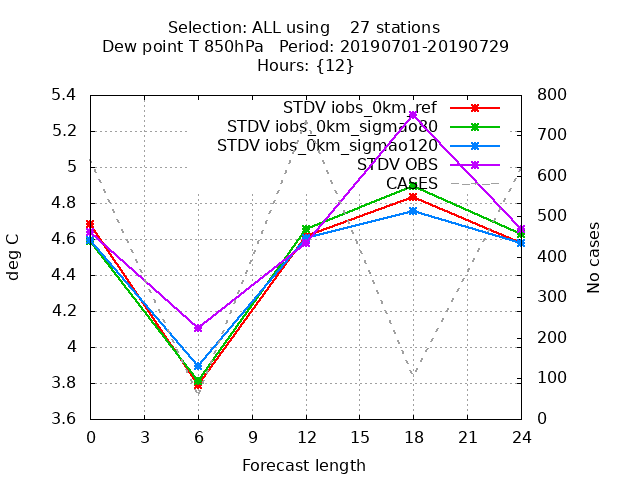 Selection: ALL using 27 stations
Dew point T 850hPa Period: 20190701-20190729
Hours: {12}
STDV iobs_0km_ref
STDV iobs_0km_sigmao80
STDV iobs_0km_sigmao120
STDV OBS
CASES
5.4
5.2
5
4.8
4.6
4.4
4.2
4
3.8
3.6
deg C
800
700
600
500
400
300
200
100
0
No cases
0 3 6 9 12 15 18 21 24
Forecast length